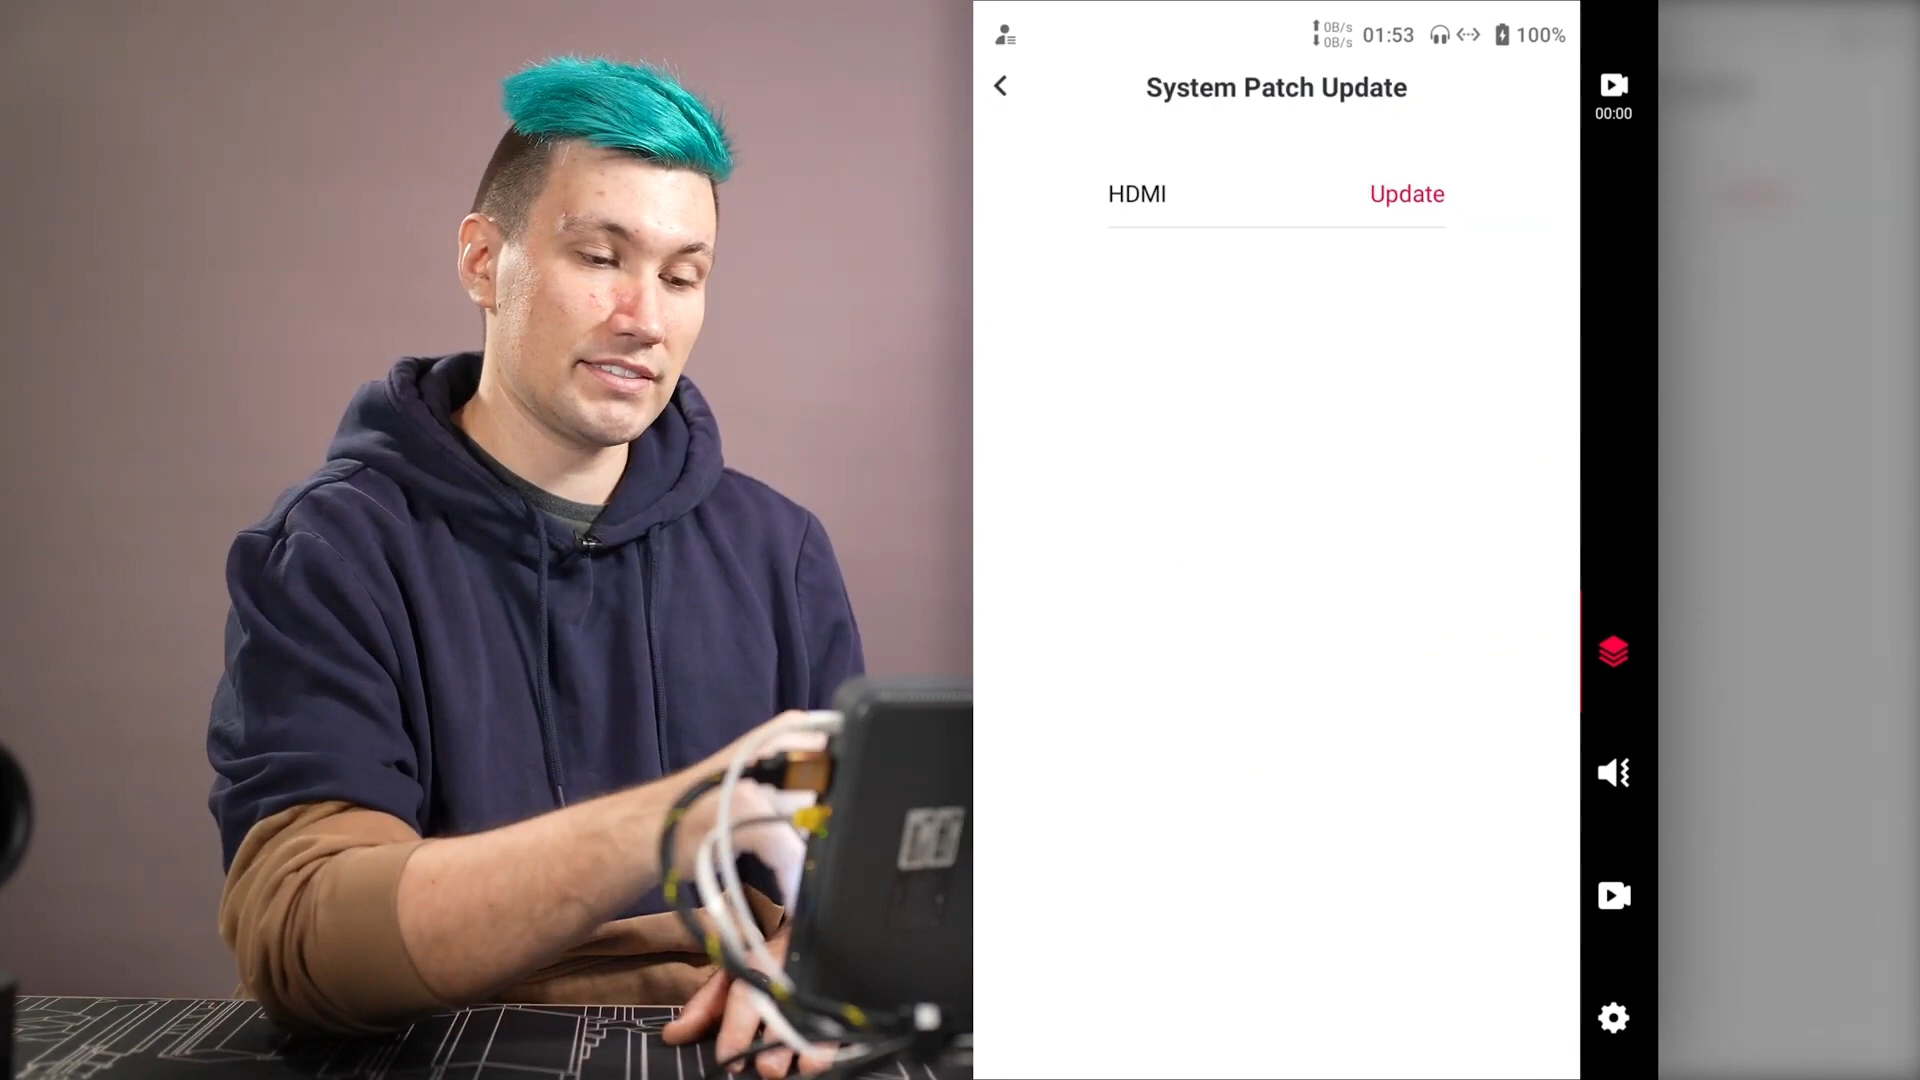 0B/s
0B/s
01:53
100%
System Patch Update
00:00
HDMI
Update